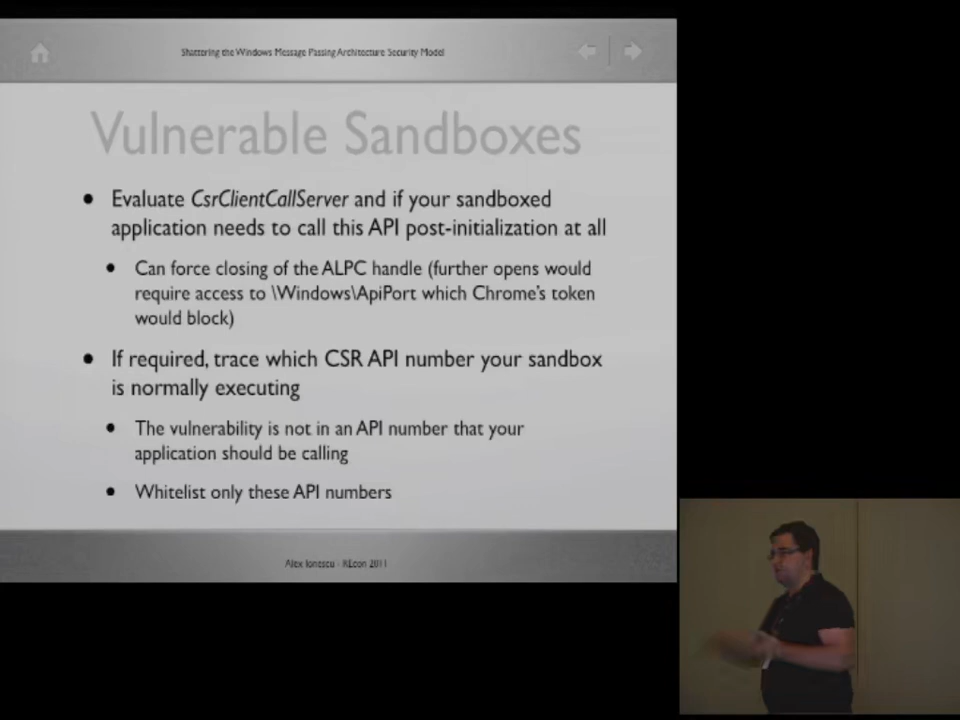 Shattering the Windows Message Passing Architecture Security Model
Vulnerable Sandboxes
• Evaluate CsrClientCallServer and if your sandboxed
application needs to call this API post-initialization at all
• Can force closing of the ALPC handle (further opens would
require access to \Windows\ApiPort which Chrome's token
would block)
• If required, trace which CSR API number your sandbox
is normally executing
• The vulnerability is not in an API number that your
application should be calling
• Whitelist only these API numbers
Alex Ionescu - REcon 2011